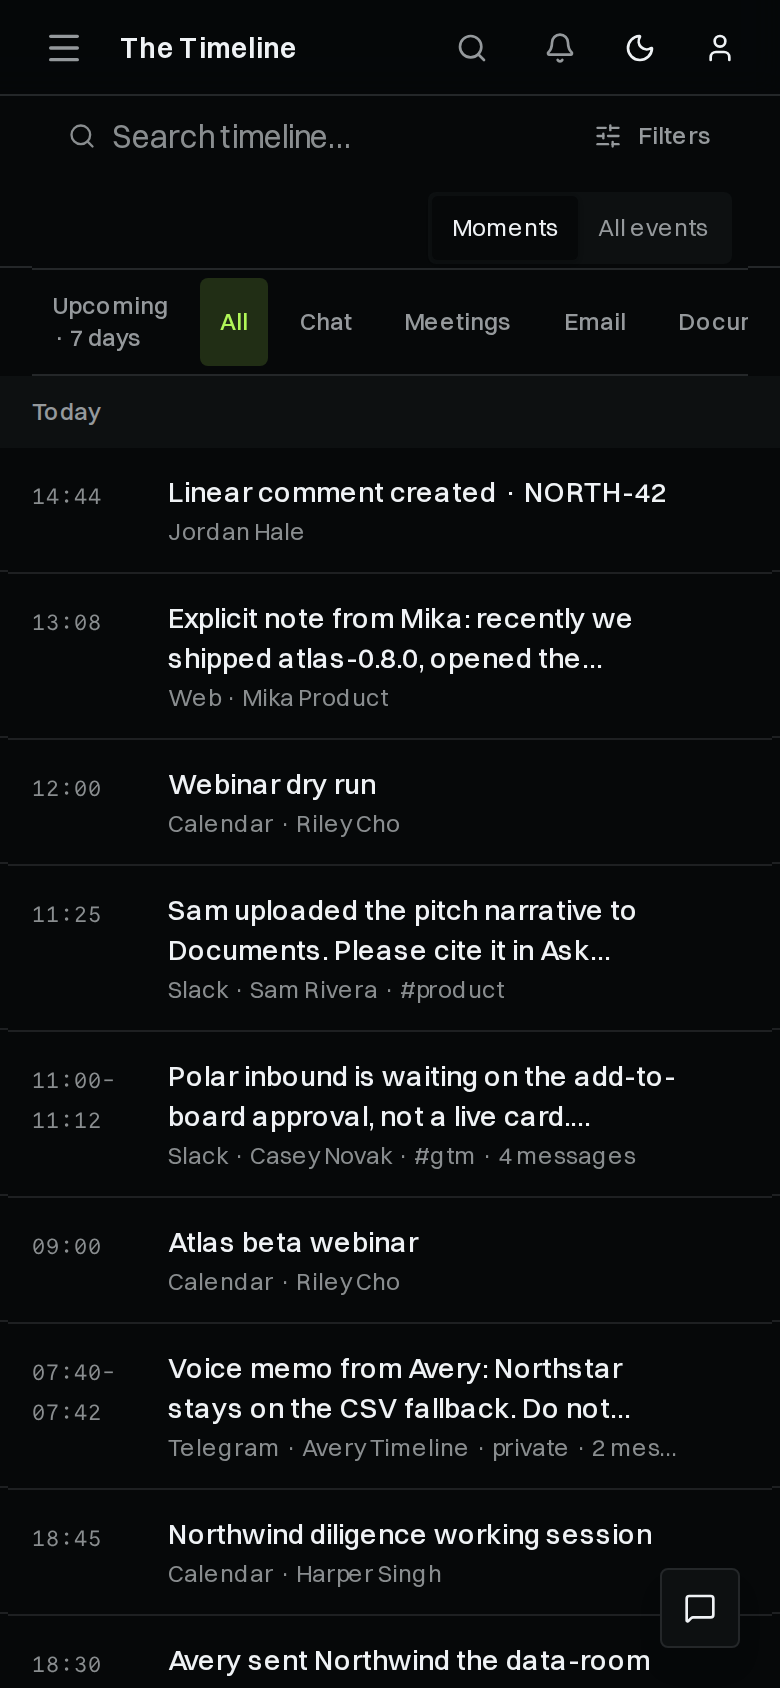 The Timeline
Search timeline...
Filters
Moments
All events
Upcoming
· 7 days
All
Chat
Meetings
Email
Docur
Today
14:44
Linear comment created · NORTH-42
Jordan Hale
13:08
Explicit note from Mika: recently we
shipped atlas-0.8.0, opened the...
Web · Mika Product
12:00
Webinar dry run
Calendar · Riley Cho
11:25
Sam uploaded the pitch narrative to
Documents. Please cite it in Ask...
Slack · Sam Rivera · #product
11:00–
11:12
Polar inbound is waiting on the add-to-
board approval, not a live card....
Slack · Casey Novak · #gtm · 4 messages
09:00
Atlas beta webinar
Calendar · Riley Cho
07:40–
07:42
Voice memo from Avery: Northstar
stays on the CSV fallback. Do not...
Telegram · Avery Timeline · private · 2 mes...
18:45
Northwind diligence working session
Calendar · Harper Singh
18:30
Avery sent Northwind the data-room